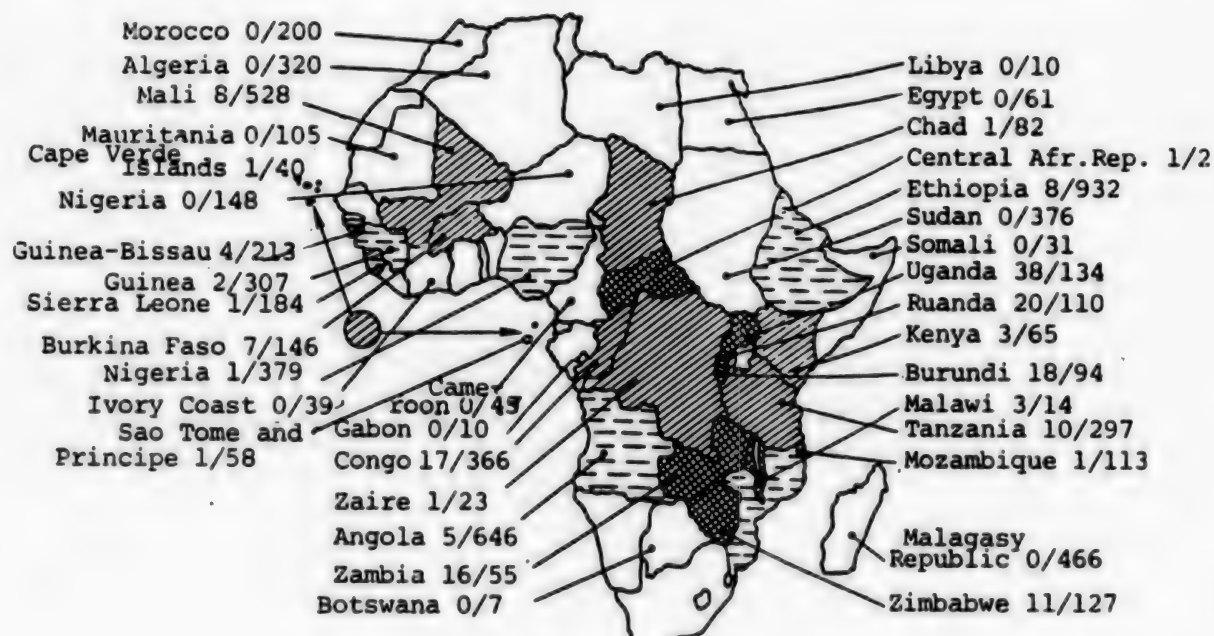 Morocco 0/200
Algeria 0/320
Mali 8/528
Mauritania 0/105
Cape Verde
Islands 1/40
Nigeria 0/148
Guinea-Bissau 4/213
Guinea 2/307
Sierra Leone 1/184
Burkina Faso 7/146
Nigeria 1/379
Ivory Coast 0/39
Sao Tome and
Principe 1/58
Came-
roon 0/45
Gabon 0/10
Congo 17/366
Zaire 1/23
Angola 5/646
Zambia 16/55
Botswana 0/7
Libya 0/10
Egypt 0/61
Chad 1/82
Central Afr.Rep. 1/2
Ethiopia 8/932
Sudan 0/376
Somali 0/31
Uganda 38/134
Ruanda 20/110
Kenya 3/65
Burundi 18/94
Malawi 3/14
Tanzania 10/297
Mozambique 1/113
Malagasy
Republic 0/466
Zimbabwe 11/127